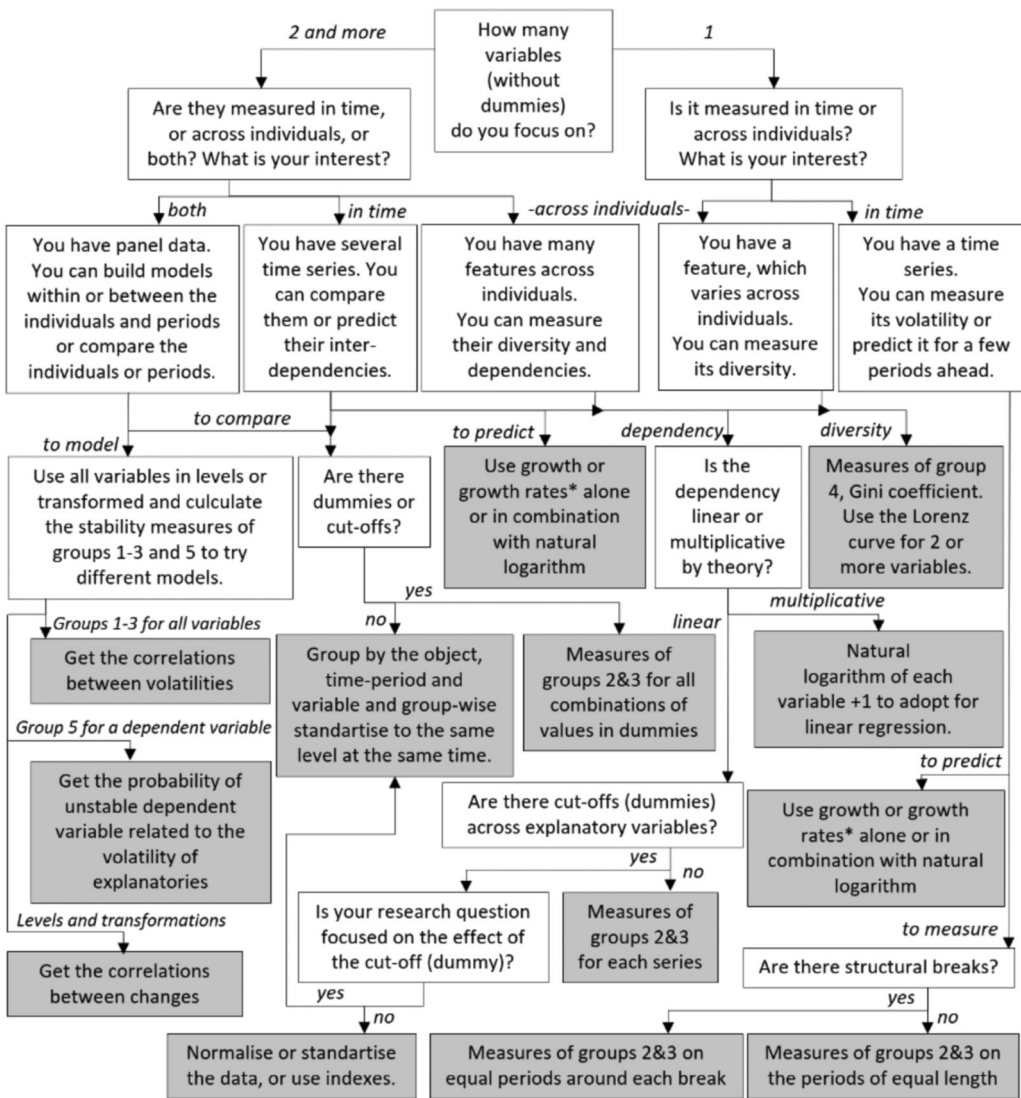 2 and more
How many
variables
(without
dummies)
do you focus on?
1
Are they measured in time,
or across individuals, or
both? What is your interest?
Is it measured in time or
across individuals?
What is your interest?
both
in time
-across individuals-
in time
You have panel data.
You can build models
within or between the
individuals and periods
or compare the
individuals or periods.
You have several
time series. You
can compare
them or predict
their inter-
dependencies.
You have many
features across
individuals.
You can measure
their diversity and
dependencies.
You have a
feature, which
varies across
individuals.
You can measure
its diversity.
You have a time
series.
You can measure
its volatility or
predict it for a few
periods ahead.
to compare
to model
to predict
dependency
diversity
Use all variables in levels or
transformed and culculate
the stability measures of
groups 1-3 and 5 to try
different models.
Are there
dummies or
cut-offs?
Use growth or
growth rates* alone
or in combination
with natural
logarithm
Is the
dependency
linear or
multiplicative
by theory?
Measures of group
4, Gini coefficient.
Use the Lorenz
curve for 2 or
more variables.
yes
no
linear
multiplicative
Groups 1-3 for all variables
Get the correlations
between volatilities
Group by the object,
time-period and
variable and group-wise
standartise to the same
level at the same time.
Measures of
groups 2&3 for all
combinations of
values in dummies
Natural
logarithm of each
variable +1 to adopt for
linear regression.
Group 5 for a dependent variable
Get the probability of
unstable dependent
variable related to the
volatility of
explanatories
to predict
Are there cut-offs (dummies)
across explanatory variables?
Use growth or growth
rates* alone or in
combination with natural
logarithm
yes
no
Is your research question
focused on the effect of
the cut-off (dummy)?
Measures of
groups 2&3
for each series
Levels and transformations
Get the correlations
between changes
to measure
Are there structural breaks?
yes
no
yes
no
Normalise or standartise
the data, or use indexes.
Measures of groups 2&3 on
equal periods around each break
Measures of groups 2&3 on
the periods of equal length